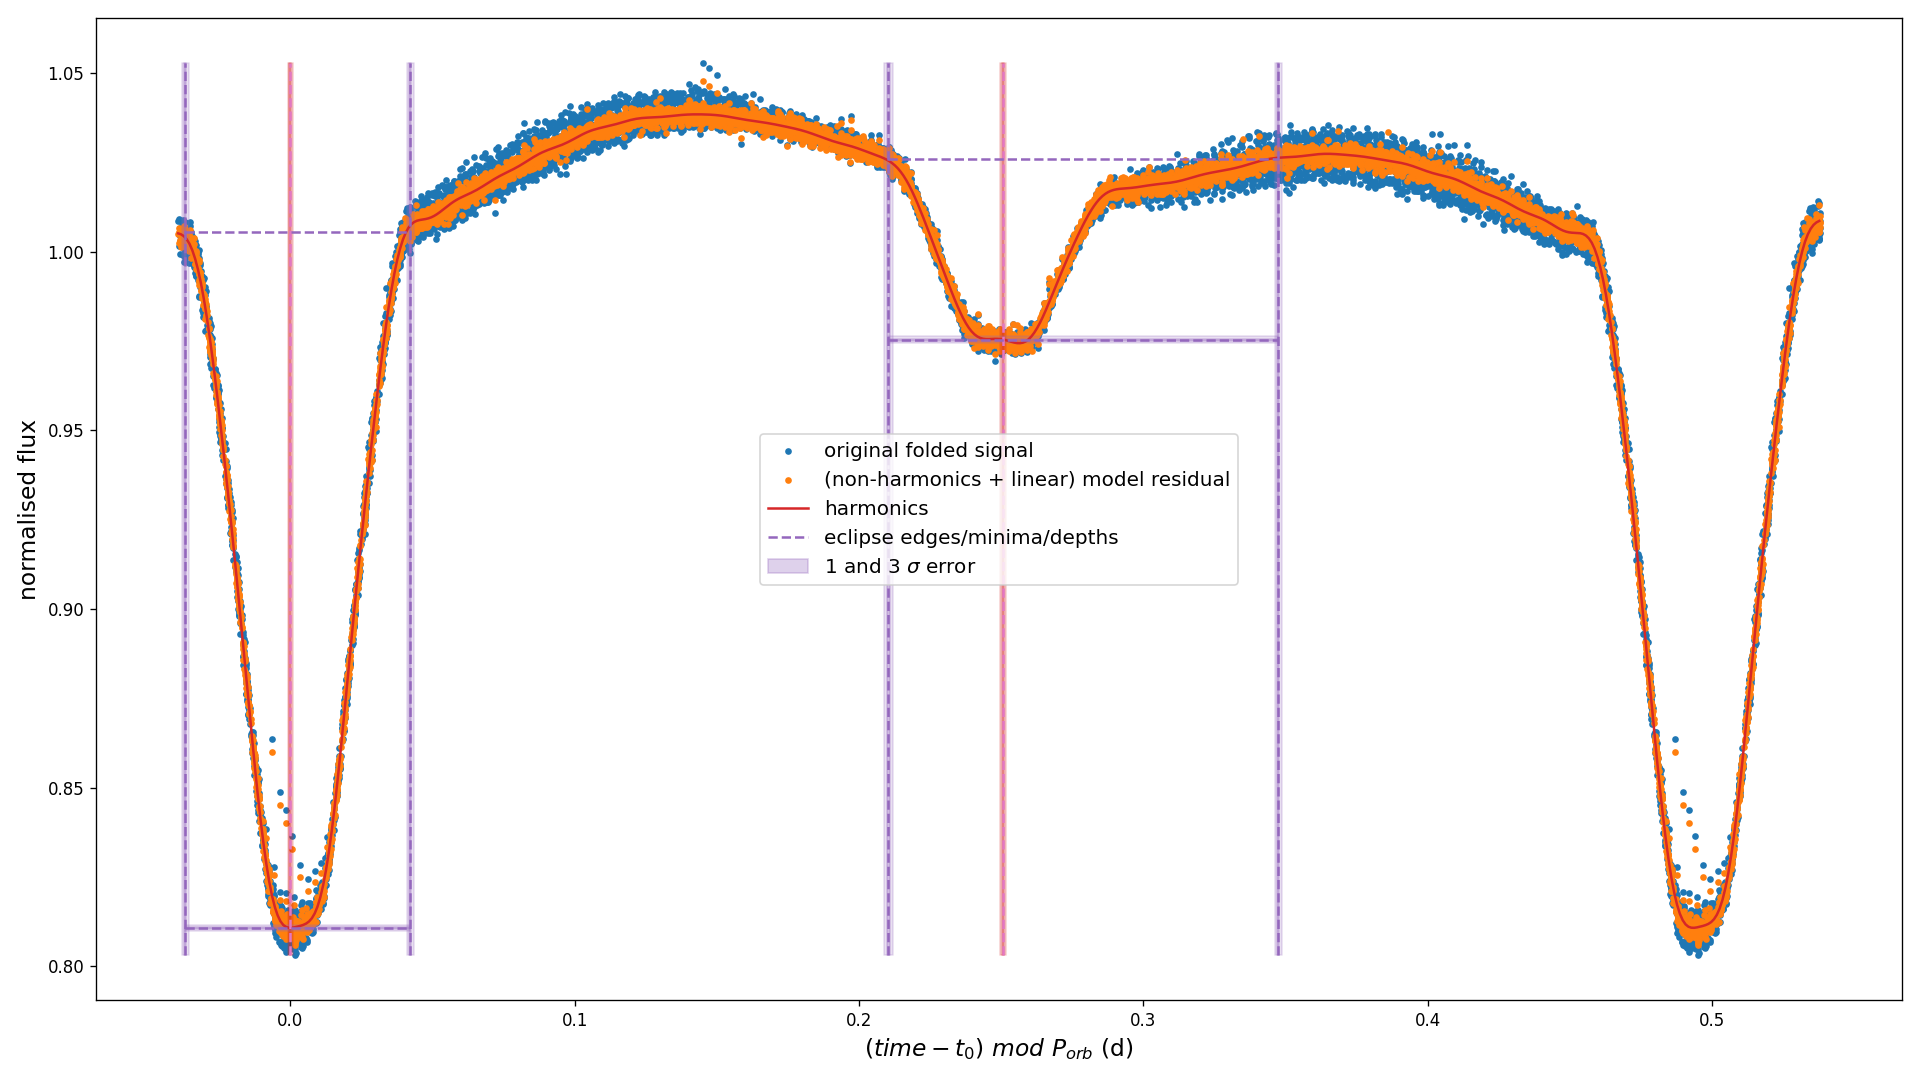 1.05
1.00
0.95
0.90
0.85
0.80
normalised flux
original folded signal
(non-harmonics + linear) model residual
harmonics
eclipse edges/minima/depths
1 and 3 σ error
0.0 0.1 0.2 0.3 0.4 0.5
(time − t₀) mod P_orb (d)